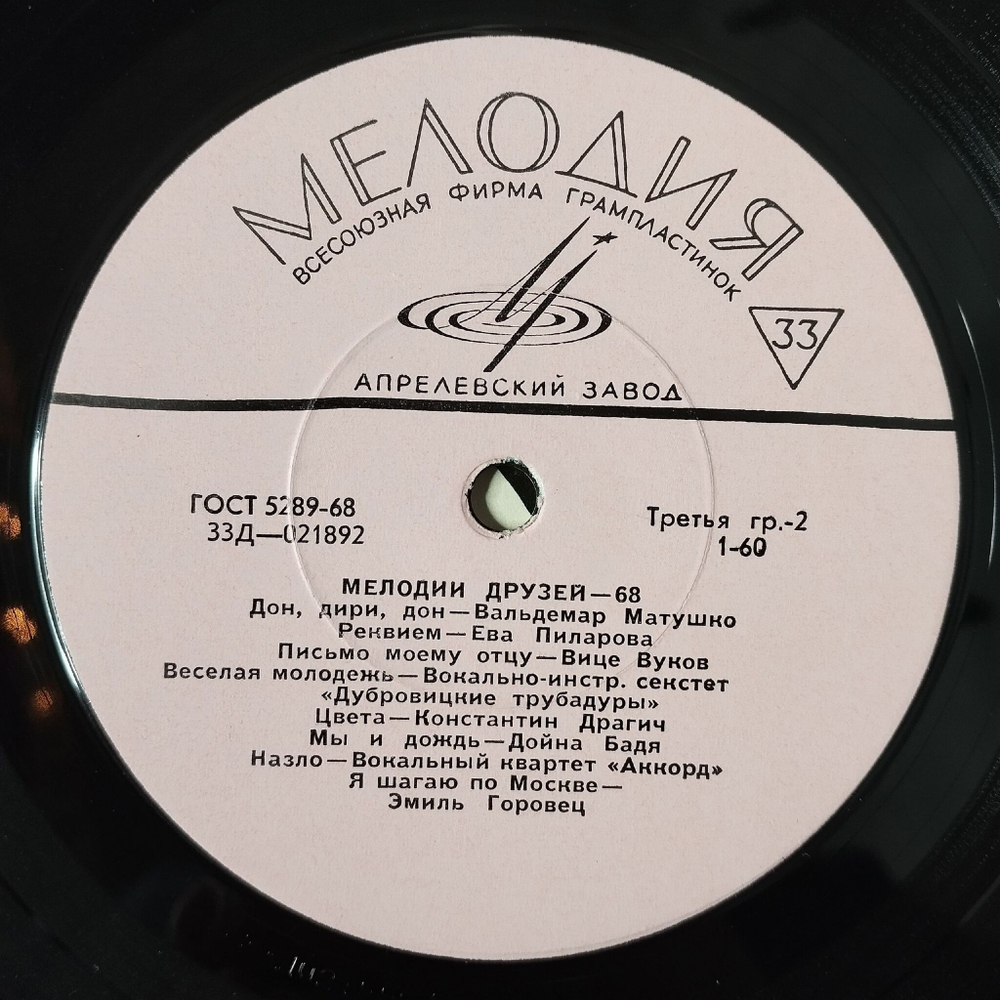 МЕЛОДИЯ
ВСЕСОЮЗНАЯ ФИРМА ГРАМПЛАСТИНОК
33
АПРЕЛЕВСКИЙ ЗАВОД
ГОСТ 5289-68
33Д—021892
Третья гр.-2
1-60
МЕЛОДИИ ДРУЗЕЙ—68
Дон, дири, дон—Вальдемар Матушко
Реквием—Ева Пиларова
Письмо моему отцу—Вице Вуков
Веселая молодежь—Вокально-инстр. секстет
«Дубровицкие трубадуры»
Цвета—Константин Драгич
Мы и дождь—Дойна Бадя
Назло—Вокальный квартет «Аккорд»
Я шагаю по Москве—
Эмиль Горовец